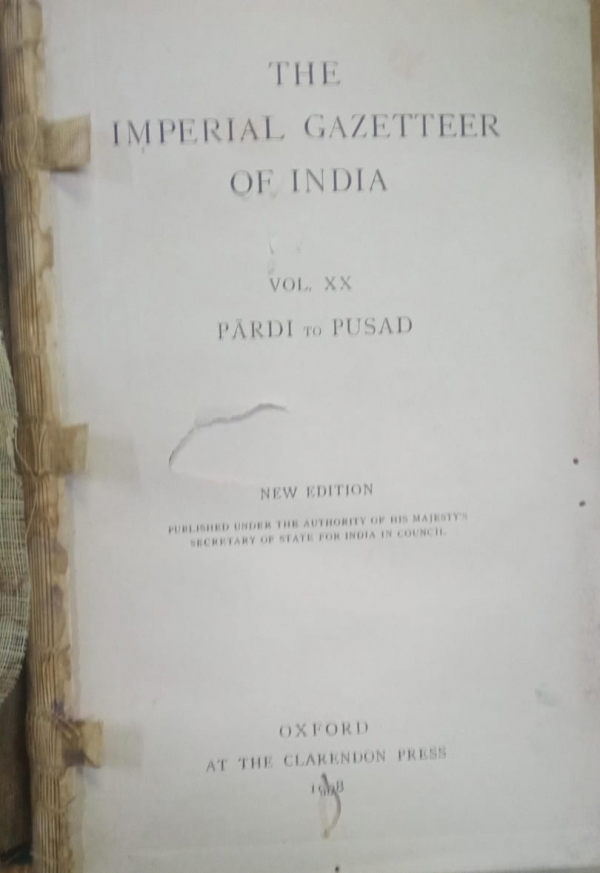 THE
IMPERIAL GAZETTEER
OF INDIA
VOL. XX
PĀRDI TO PUSAD
NEW EDITION
PUBLISHED UNDER THE AUTHORITY OF HIS MAJESTY'S
SECRETARY OF STATE FOR INDIA IN COUNCIL
OXFORD
AT THE CLARENDON PRESS
1908